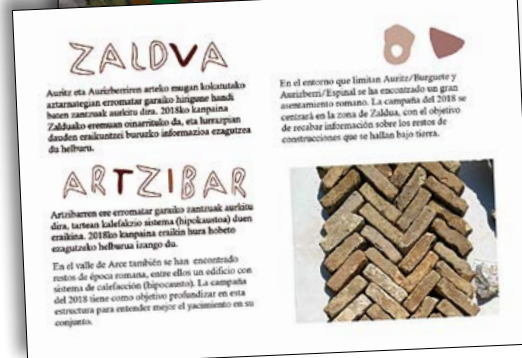 ZALDVA
Auritz eta Aurizberriren arteko mugan kokatutako
aztarnategian erromatar garaiko hirigune handi
baten zantzuak aurkitu dira. 2018ko kanpaina
Zalduako eremuan oinarrituko da, eta lurrazpian
dauden eraikuntzei buruzko informazioa ezagutzea
du helburu.
ARTZIBAR
Artzibarren ere erromatar garaiko zantzuak aurkitu
dira, tartean kalefakzio sistema (hipokaustoa) duen
eraikina. 2018ko kanpaina eraikin hura hobeto
ezagutzeko helburua izango du.
En el valle de Arce también se han encontrado
restos de época romana, entre ellos un edificio con
sistema de calefacción (hipocausto). La campaña
del 2018 tiene como objetivo profundizar en esta
estructura para entender mejor el yacimiento en su
conjunto.
En el entorno que limitan Auritz/Burguete y
Aurizberri/Espinal se ha encontrado un gran
asentamiento romano. La campaña del 2018 se
centrará en la zona de Zaldua, con el objetivo
de recabar información sobre los restos de
construcciones que se hallan bajo tierra.